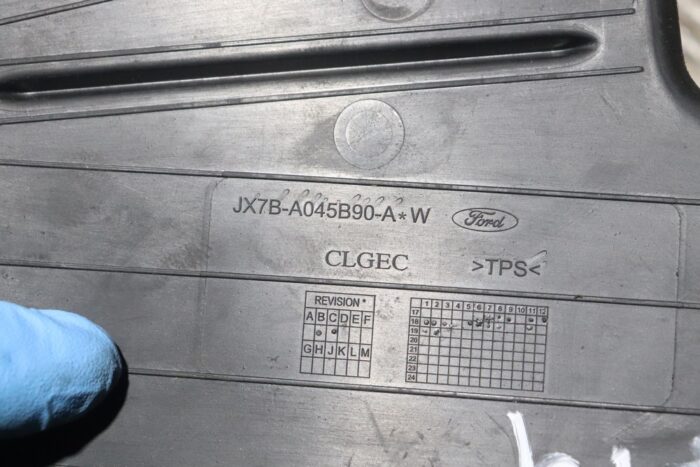 JX7B-A045B90-A*W Ford
CLGEC >TPS<
REVISION*
A B C D E F
G H J K L M
1 2 3 4 5 6 7 8 9 10 11 12
17
18
19
20
21
22
23
24